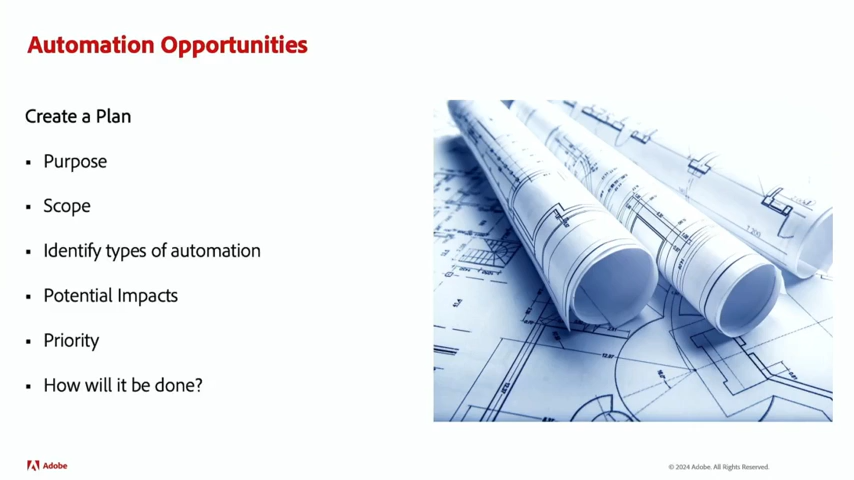 Automation Opportunities
Create a Plan
▪ Purpose
▪ Scope
▪ Identify types of automation
▪ Potential Impacts
▪ Priority
▪ How will it be done?
Adobe
© 2024 Adobe. All Rights Reserved.